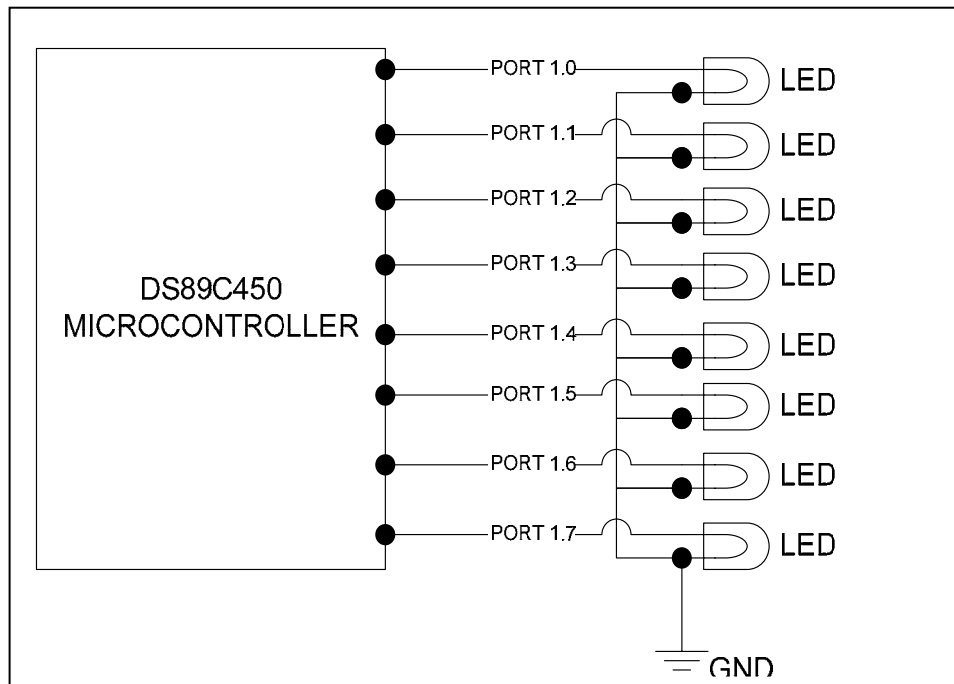 PORT 1.0
LED
PORT 1.1
LED
PORT 1.2
LED
PORT 1.3
LED
DS89C450
MICROCONTROLLER
PORT 1.4
LED
PORT 1.5
LED
PORT 1.6
LED
PORT 1.7
LED
GND